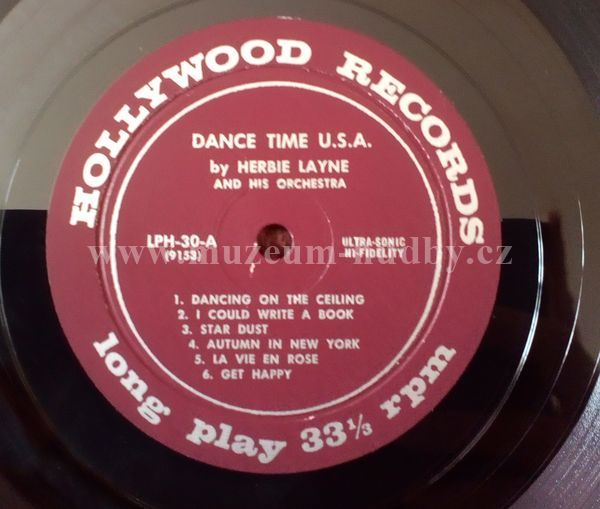 HOLLYWOOD RECORDS
DANCE TIME U.S.A.
by HERBIE LAYNE
AND HIS ORCHESTRA
LPH-30-A
(9153)
ULTRA-SONIC
HI-FIDELITY
www.muzeum-hudby.cz
1. DANCING ON THE CEILING
2. I COULD WRITE A BOOK
3. STAR DUST
4. AUTUMN IN NEW YORK
5. LA VIE EN ROSE
6. GET HAPPY
long play 33 1/3 rpm